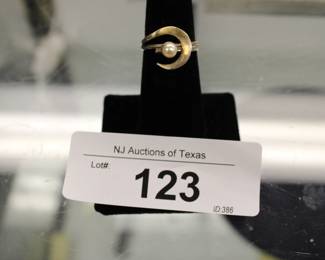 NJ Auctions of Texas
Lot#:
123
ID:386